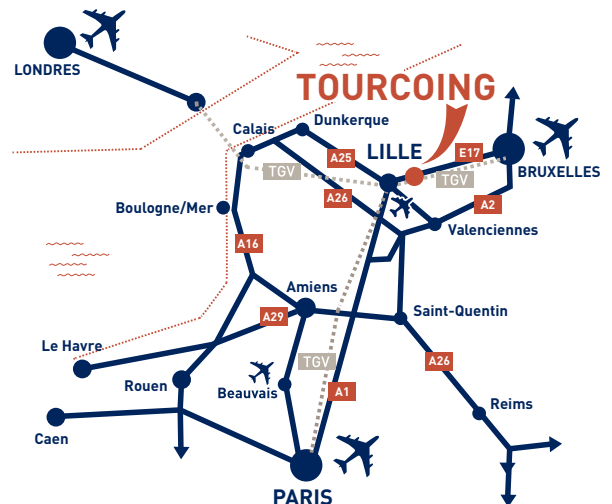 LONDRES
TOURCOING
Dunkerque
Calais
A25
LILLE
E17
BRUXELLES
TGV
TGV
A26
A2
Boulogne/Mer
Valenciennes
A16
Amiens
A29
Saint-Quentin
Le Havre
TGV
A26
Rouen
Beauvais
A1
Reims
Caen
PARIS